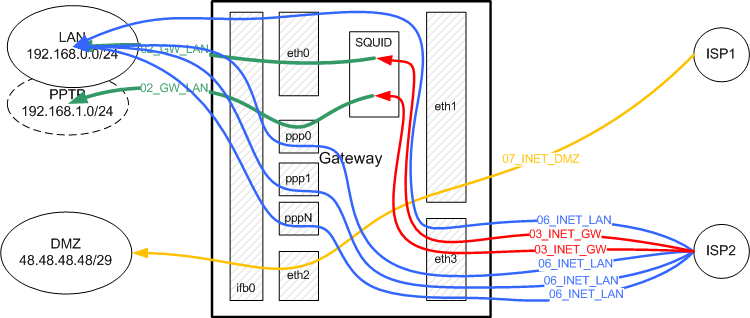 LAN
192.168.0.0/24
02_GW_LAN
eth0
SQUID
ISP1
PPTP
192.168.1.0/24
02_GW_LAN
eth1
ppp0
Gateway
07_INET_DMZ
ppp1
pppN
06_INET_LAN
03_INET_GW
DMZ
48.48.48.48/29
03_INET_GW
ISP2
eth3
06_INET_LAN
eth2
06_INET_LAN
ifb0
06_INET_LAN